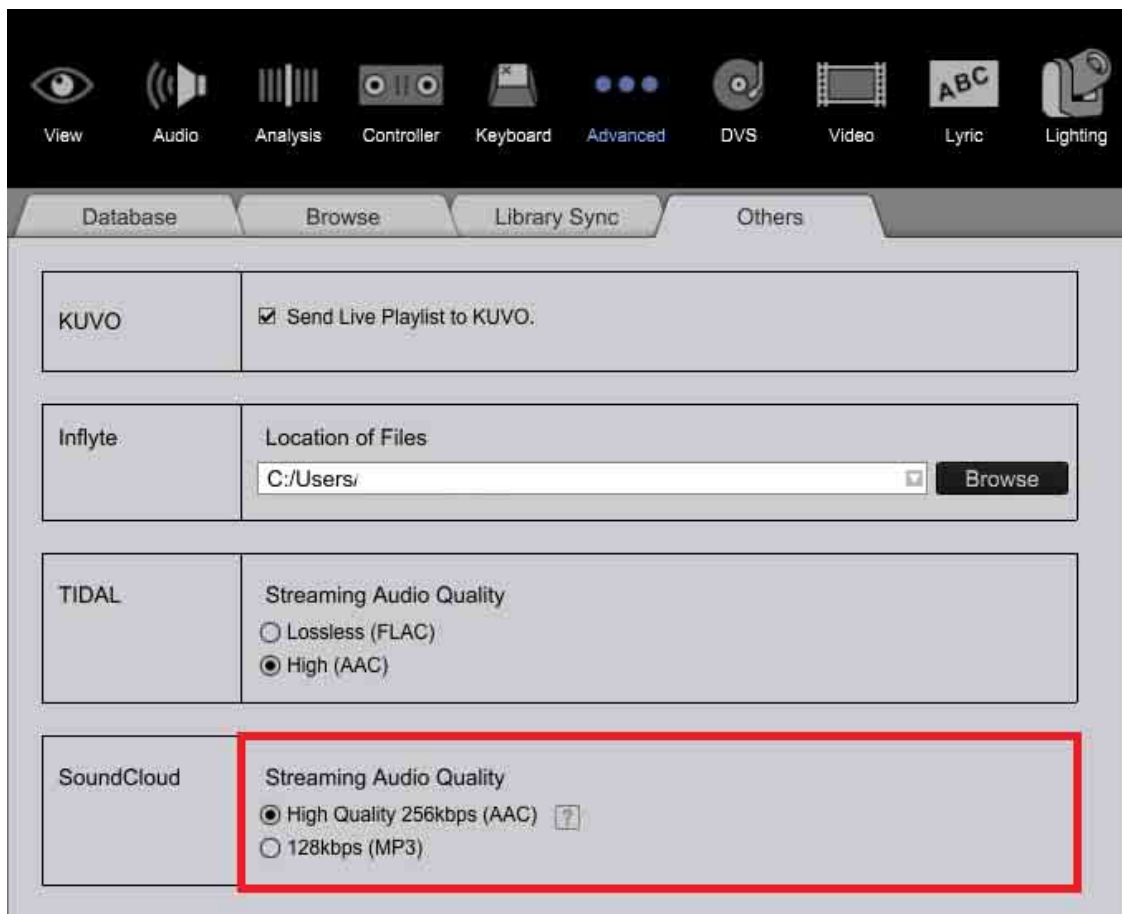 View Audio Analysis Controller Keyboard Advanced DVS Video ABC Lyric Lighting
Database Browse Library Sync Others
KUVO
Send Live Playlist to KUVO.
Inflyte
Location of Files
C:/Users/
Browse
TIDAL
Streaming Audio Quality
Lossless (FLAC)
High (AAC)
SoundCloud
Streaming Audio Quality
High Quality 256kbps (AAC) ?
128kbps (MP3)